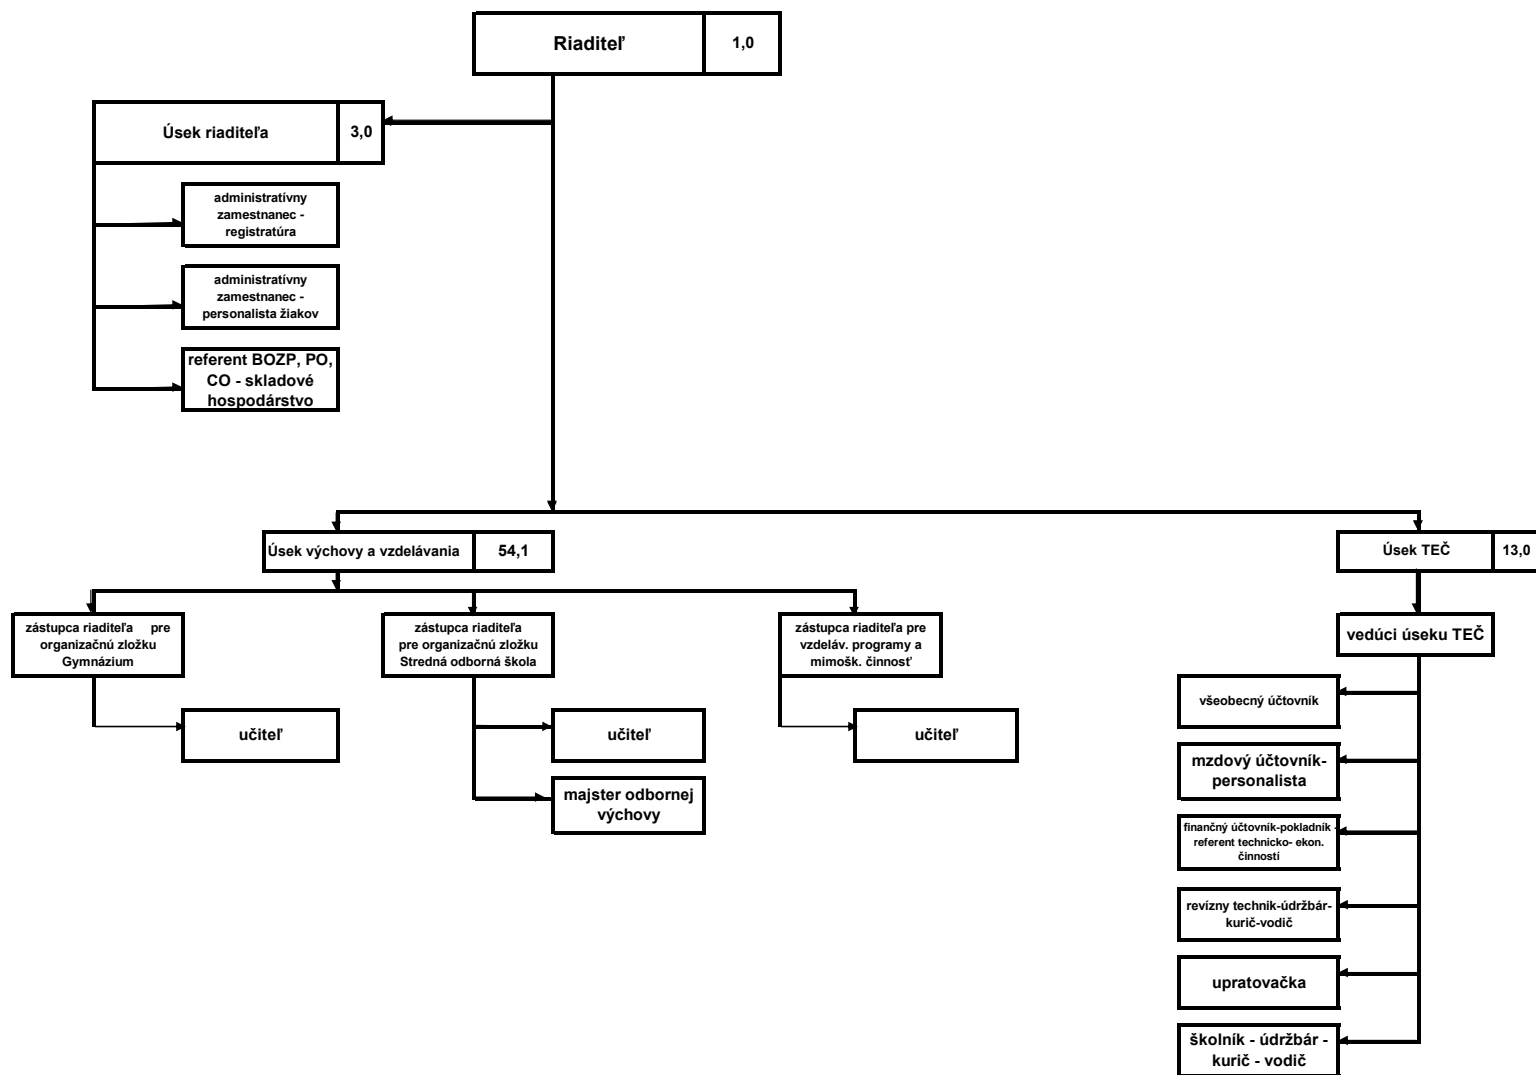 Riaditeľ
1,0
Úsek riaditeľa
3,0
administratívny
zamestnanec -
registratúra
administratívny
zamestnanec -
personalista žiakov
referent BOZP, PO,
CO - skladové
hospodárstvo
Úsek výchovy a vzdelávania
54,1
Úsek TEČ
13,0
zástupca riaditeľa pre
organizačnú zložku
Gymnázium
zástupca riaditeľa
pre organizačnú zložku
Stredná odborná škola
zástupca riaditeľa pre
vzdeláv. programy a
mimošk. činnosť
vedúci úseku TEČ
učiteľ
učiteľ
majster odbornej
výchovy
učiteľ
všeobecný účtovník
mzdový účtovník-
personalista
finančný účtovník-pokladník -
referent technicko- ekon.
činností
revízny technik-údržbár-
kurič-vodič
upratovačka
školník - údržbár -
kurič - vodič